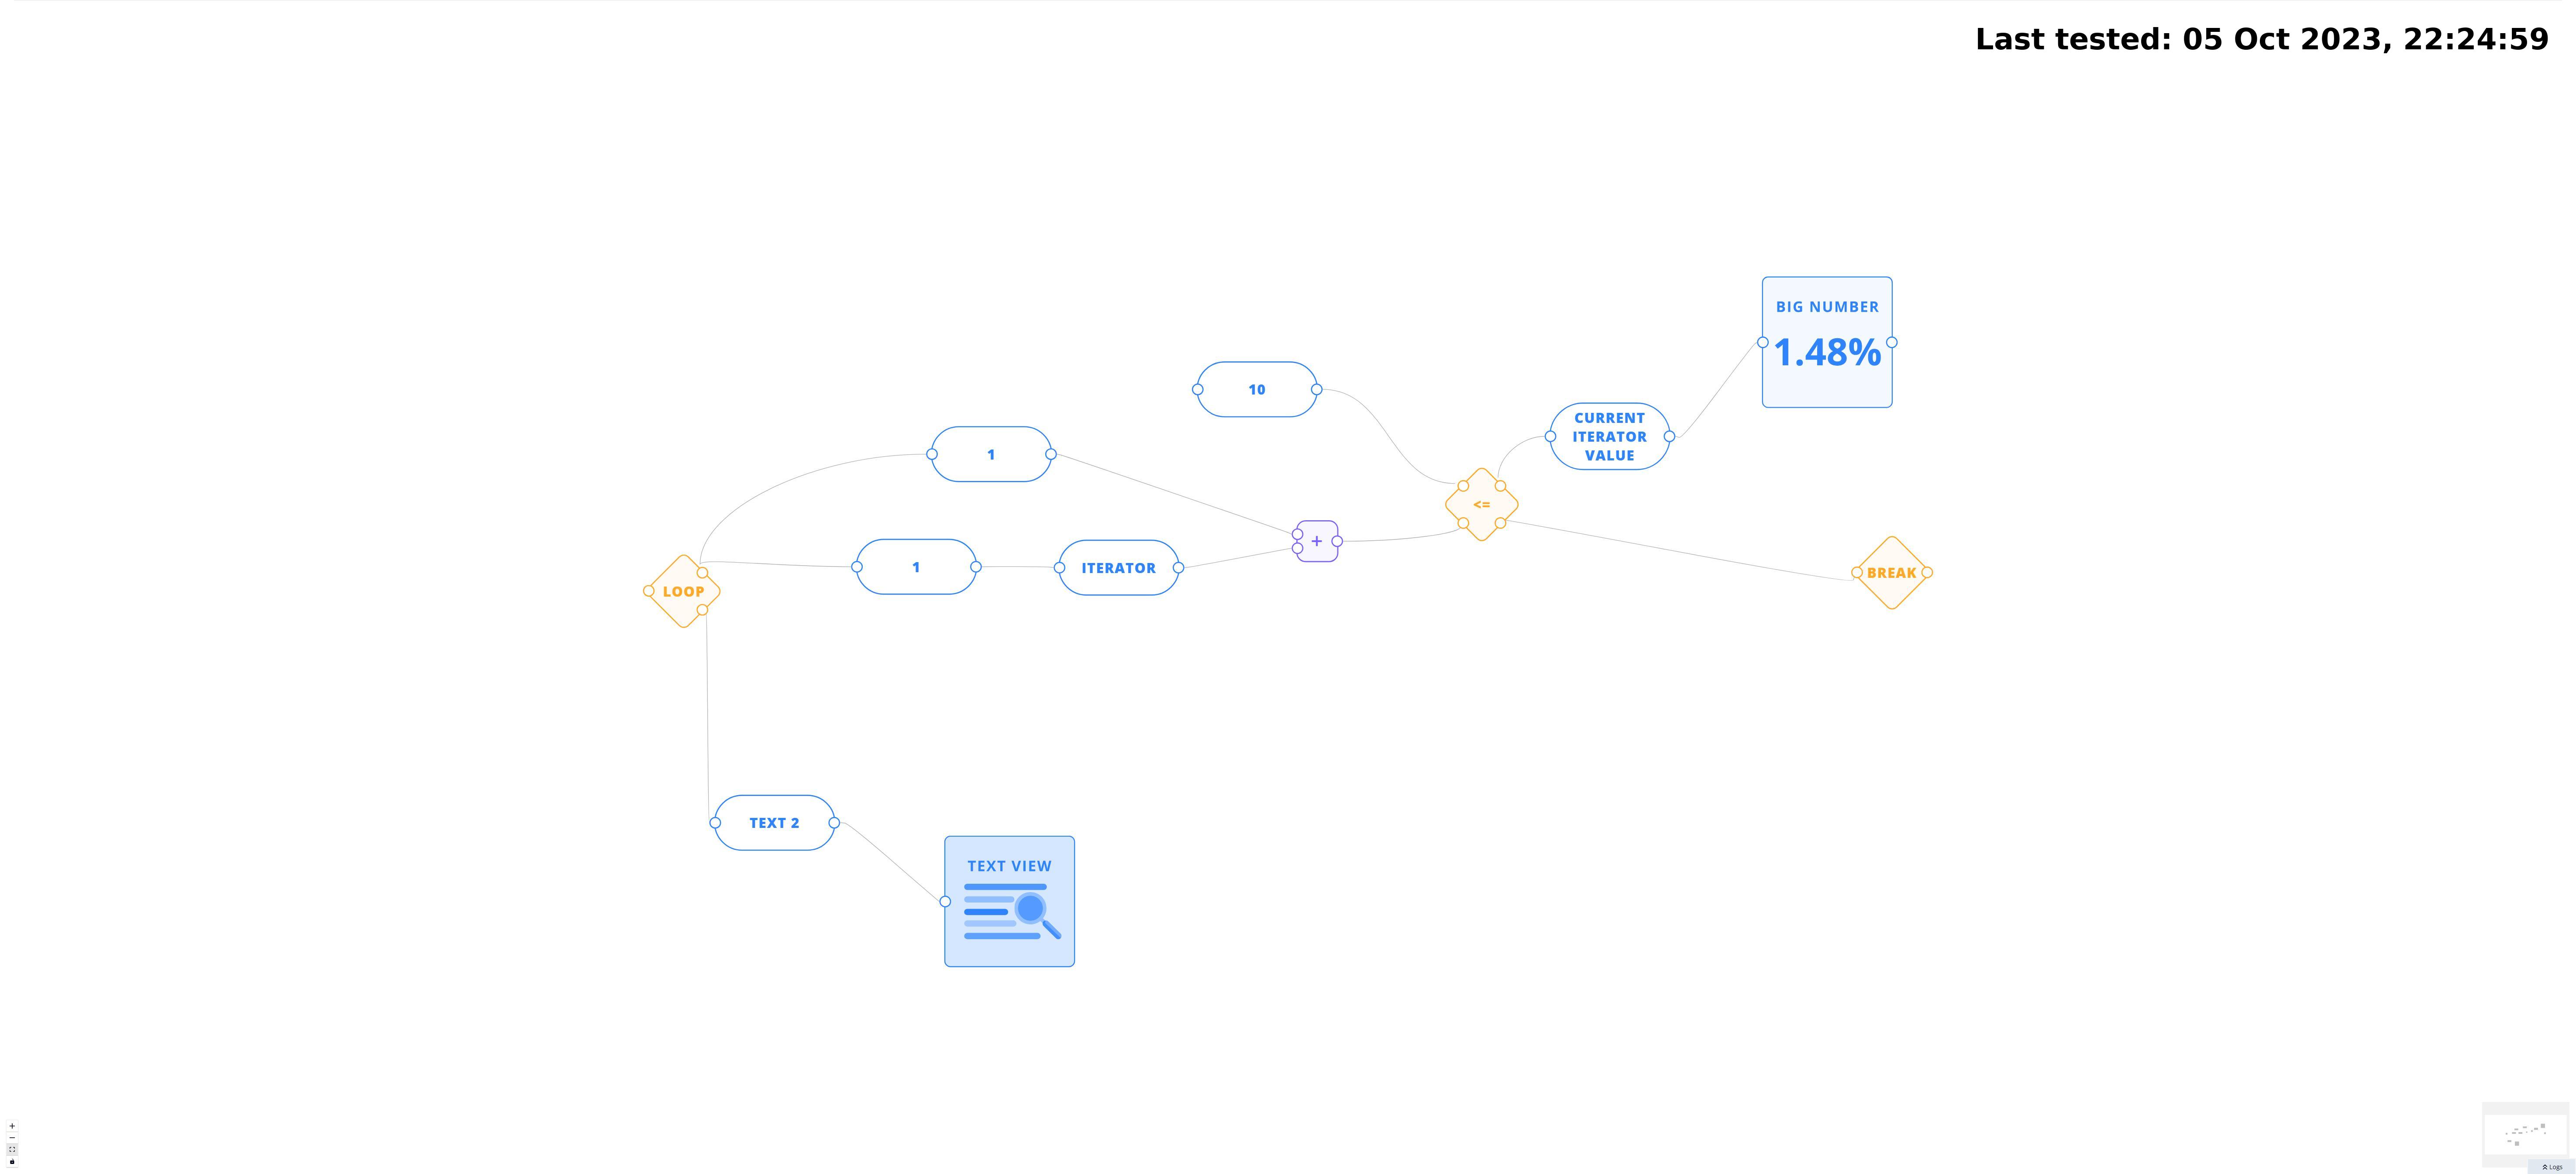 Last tested: 05 Oct 2023, 22:24:59
BIG NUMBER
1.48%
10
CURRENT
ITERATOR
VALUE
1
<=
+
1
ITERATOR
BREAK
LOOP
TEXT 2
TEXT VIEW
Logs